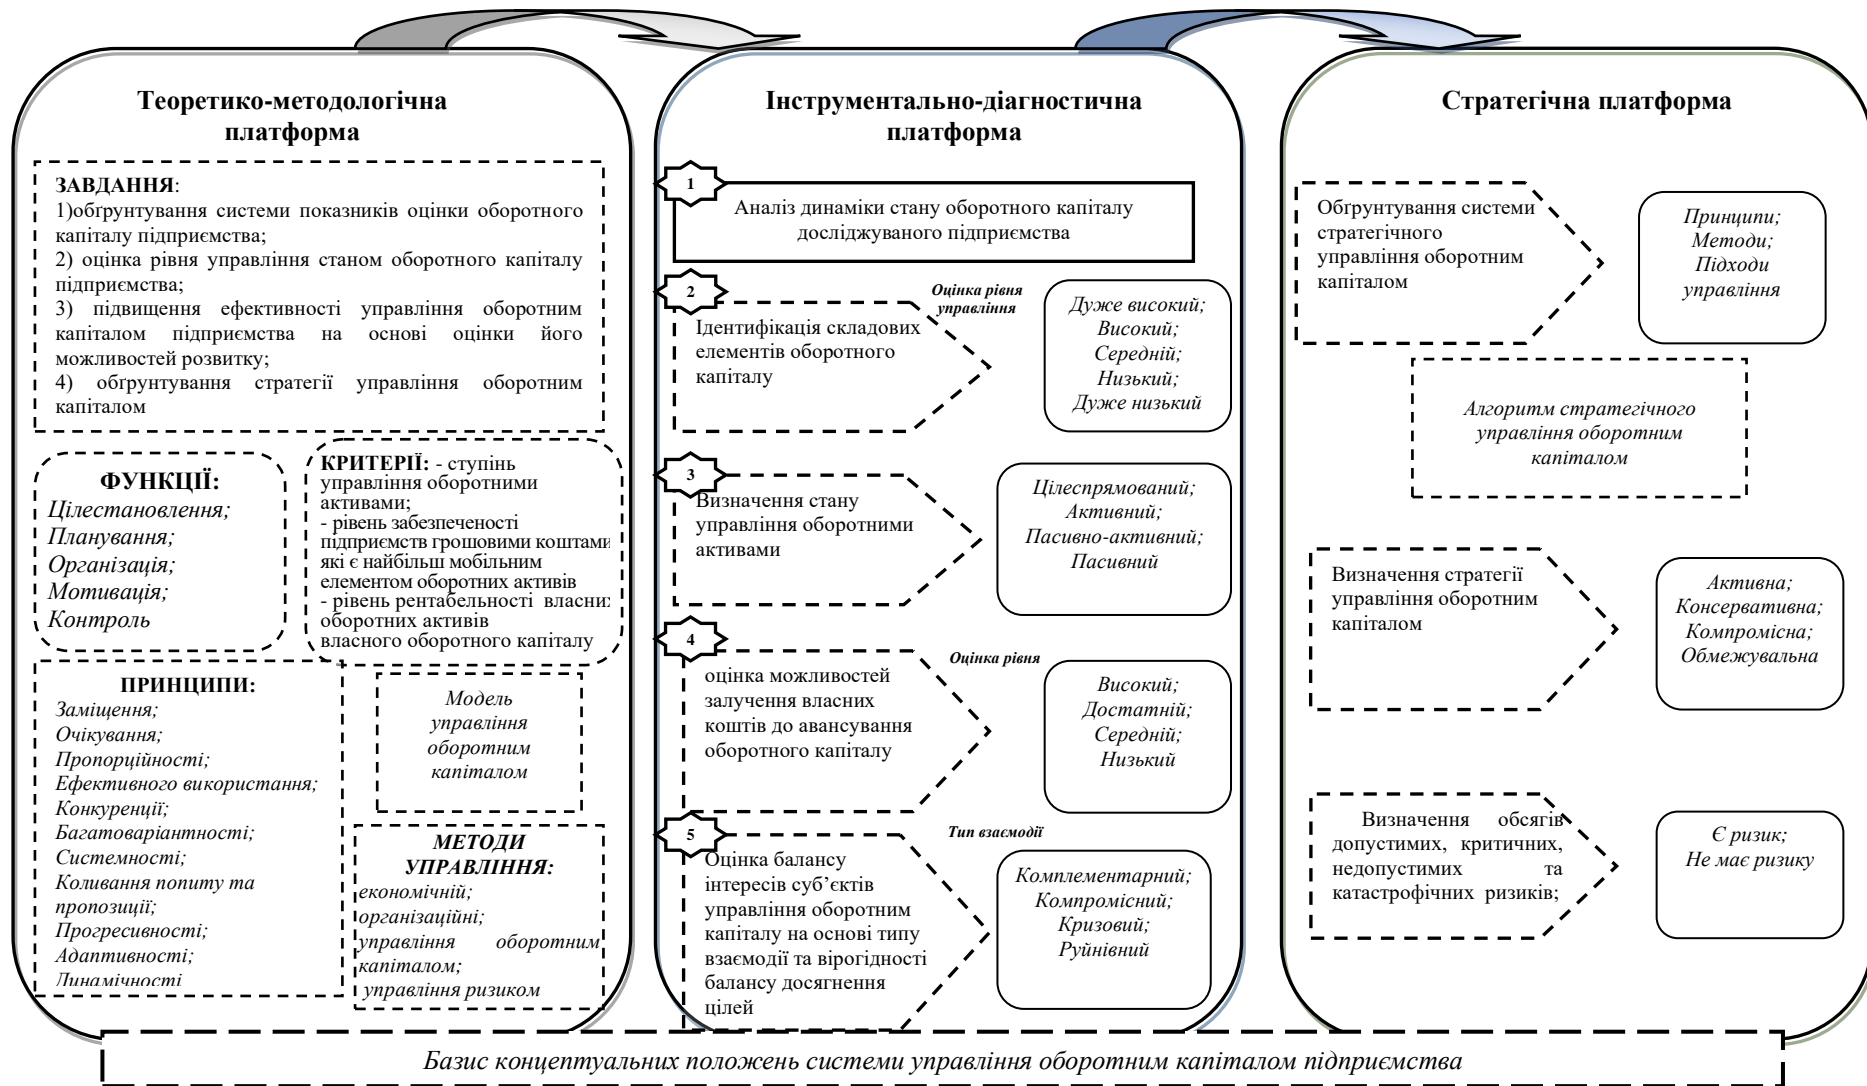 Теоретико-методологічна
платформа
ЗАВДАННЯ:
1)обґрунтування системи показників оцінки оборотного
капіталу підприємства;
2) оцінка рівня управління станом оборотного капіталу
підприємства;
3) підвищення ефективності управління оборотним
капіталом підприємства на основі оцінки його
можливостей розвитку;
4) обґрунтування стратегії управління оборотним
капіталом
ФУНКЦІЇ:
Цілестановлення;
Планування;
Організація;
Мотивація;
Контроль
КРИТЕРІЇ: - ступінь
управління оборотними
активами;
- рівень забезпеченості
підприємств грошовими коштами
які є найбільш мобільним
елементом оборотних активів
- рівень рентабельності власних
оборотних активів
власного оборотного капіталу
ПРИНЦИПИ:
Заміщення;
Очікування;
Пропорційності;
Ефективного використання;
Конкуренції;
Багатоваріантності;
Системності;
Коливання попиту та
пропозиції;
Прогресивності;
Адаптивності;
Динамічності
Модель
управління
оборотним
капіталом
МЕТОДИ
УПРАВЛІННЯ:
економічній;
організаційні;
управління оборотним
капіталом;
управління ризиком
Інструментально-діагностична
платформа
1
Аналіз динаміки стану оборотного капіталу
досліджуваного підприємства
2
Ідентифікація складових
елементів оборотного
капіталу
Оцінка рівня
управління
Дуже високий;
Високий;
Середній;
Низький;
Дуже низький
3
Визначення стану
управління оборотними
активами
Цілеспрямований;
Активний;
Пасивно-активний;
Пасивний
4
оцінка можливостей
залучення власних
коштів до авансування
оборотного капіталу
Оцінка рівня
Високий;
Достатній;
Середній;
Низький
5
Оцінка балансу
інтересів суб’єктів
управління оборотним
капіталу на основі типу
взаємодії та вірогідності
балансу досягнення
цілей
Тип взаємодії
Комплементарний;
Компромісний;
Кризовий;
Руйнівний
Стратегічна платформа
Обґрунтування системи
стратегічного
управління оборотним
капіталом
Принципи;
Методи;
Підходи
управління
Алгоритм стратегічного
управління оборотним
капіталом
Визначення стратегії
управління оборотним
капіталом
Активна;
Консервативна;
Компромісна;
Обмежувальна
Визначення обсягів
допустимих, критичних,
недопустимих та
катастрофічних ризиків;
Є ризик;
Не має ризику
Базис концептуальних положень системи управління оборотним капіталом підприємства